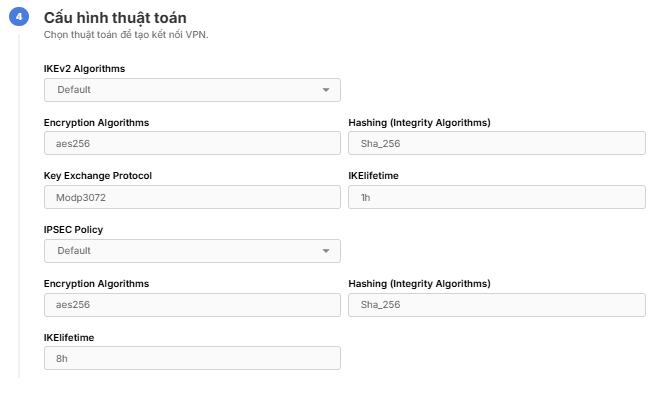 4
Cấu hình thuật toán
Chọn thuật toán để tạo kết nối VPN.
IKEv2 Algorithms
Default
Encryption Algorithms
Hashing (Integrity Algorithms)
aes256
Sha_256
Key Exchange Protocol
IKElifetime
Modp3072
1h
IPSEC Policy
Default
Encryption Algorithms
Hashing (Integrity Algorithms)
aes256
Sha_256
IKElifetime
8h